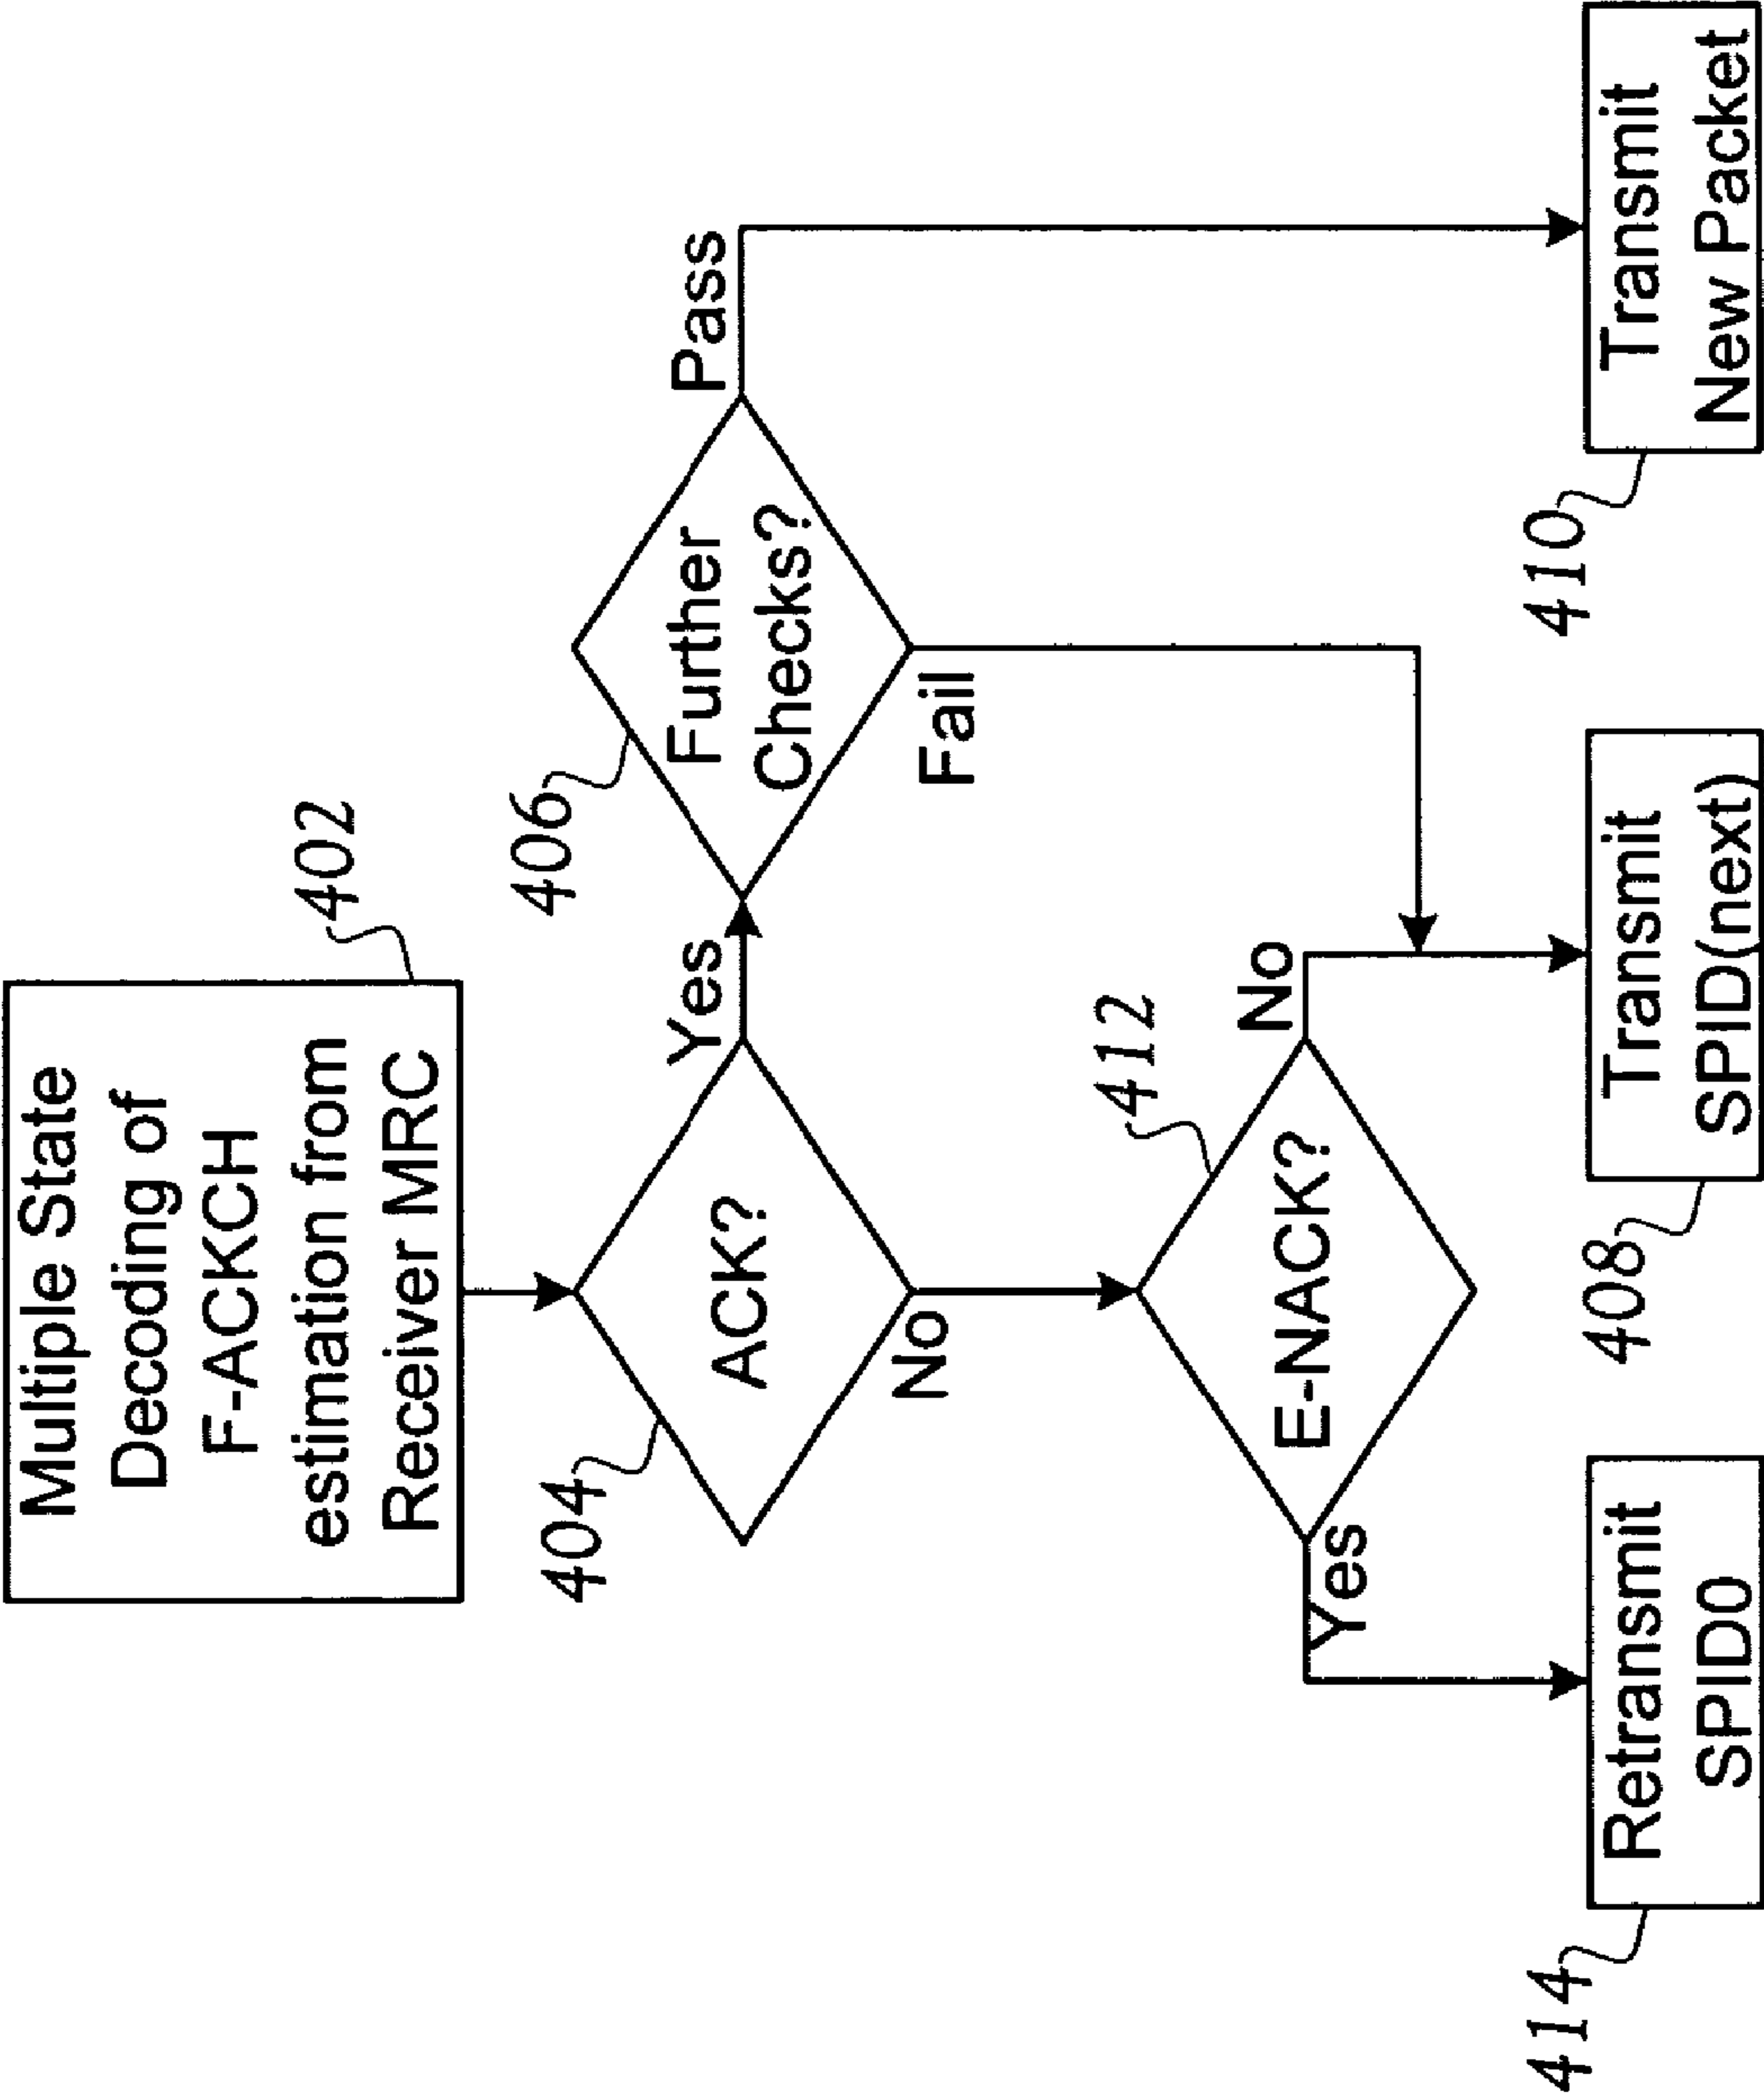 Multiple State
Decoding of
F-ACKCH
estimation from
Receiver MRC
402
404
ACK?
Yes
No
406
Further
Checks?
Pass
Fail
412
E-NACK?
Yes
No
414
Retransmit
SPID0
408
Transmit
SPID(next)
410
Transmit
New Packet